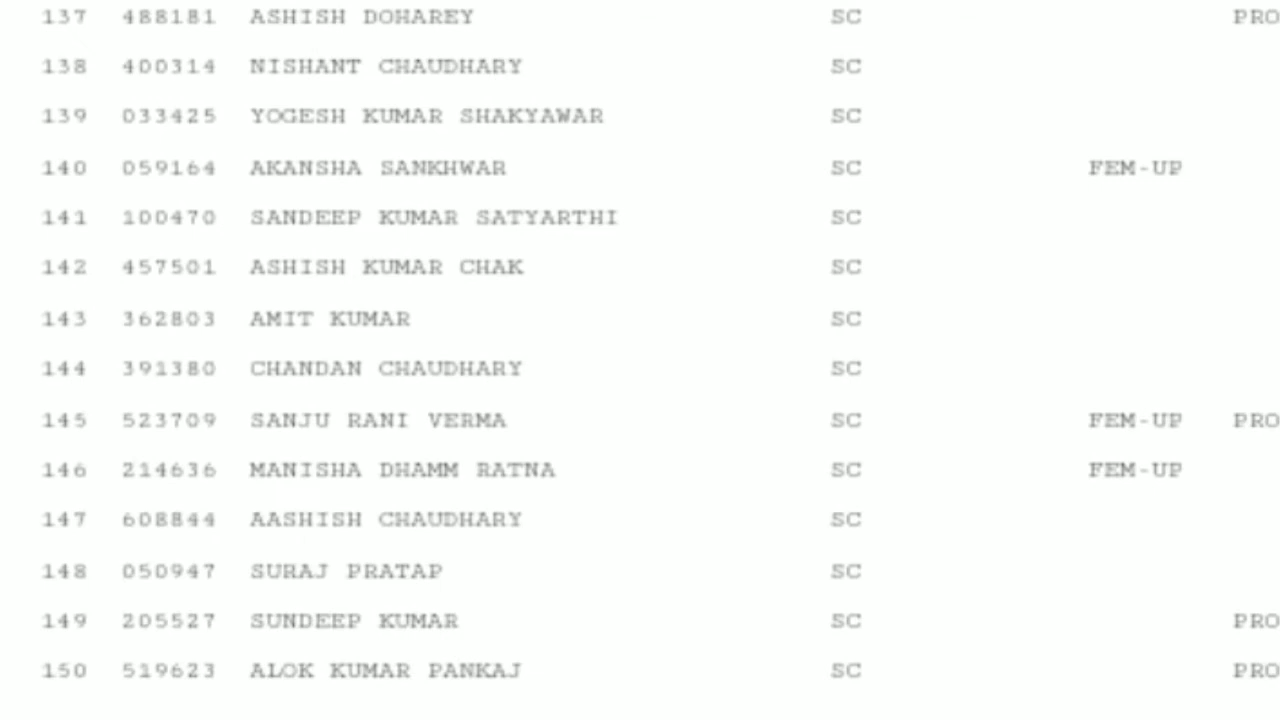 137 488181 ASHISH DOHAREY SC PRO
138 400314 NISHANT CHAUDHARY SC
139 033425 YOGESH KUMAR SHAKYAWAR SC
140 059164 AKANSHA SANKHWAR SC FEM-UP
141 100470 SANDEEP KUMAR SATYARTHI SC
142 457501 ASHISH KUMAR CHAK SC
143 362803 AMIT KUMAR SC
144 391380 CHANDAN CHAUDHARY SC
145 523709 SANJU RANI VERMA SC FEM-UP PRO
146 214636 MANISHA DHAMM RATNA SC FEM-UP
147 608844 AASHISH CHAUDHARY SC
148 050947 SURAJ PRATAP SC
149 205527 SUNDEEP KUMAR SC PRO
150 519623 ALOK KUMAR PANKAJ SC PRO